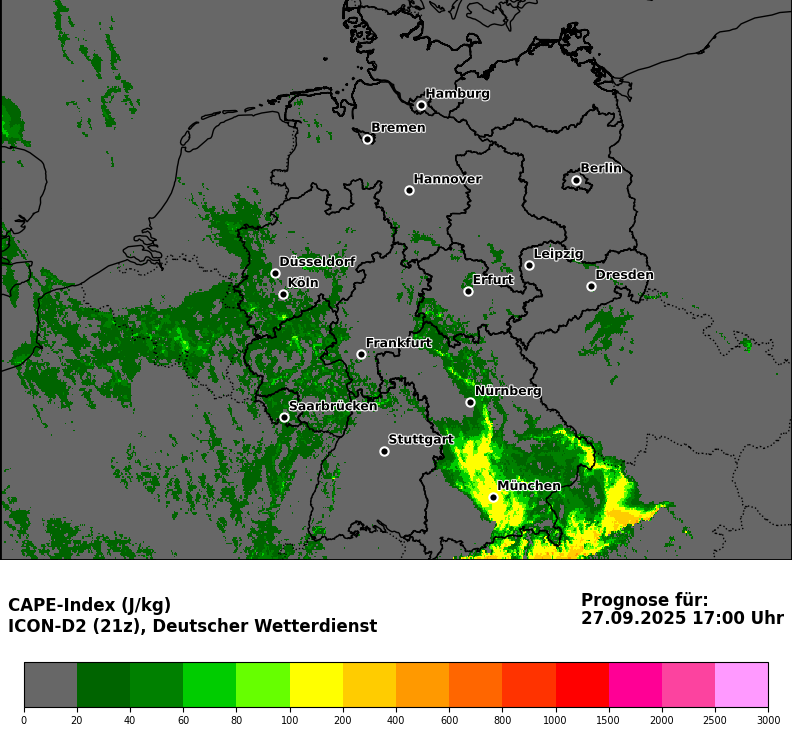 Hamburg
Bremen
Berlin
Hannover
Leipzig
Düsseldorf
Dresden
Köln
Erfurt
Frankfurt
Nürnberg
Saarbrücken
Stuttgart
München
CAPE-Index (J/kg)
ICON-D2 (21z), Deutscher Wetterdienst
Prognose für:
27.09.2025 17:00 Uhr
0 20 40 60 80 100 200 400 600 800 1000 1500 2000 2500 3000